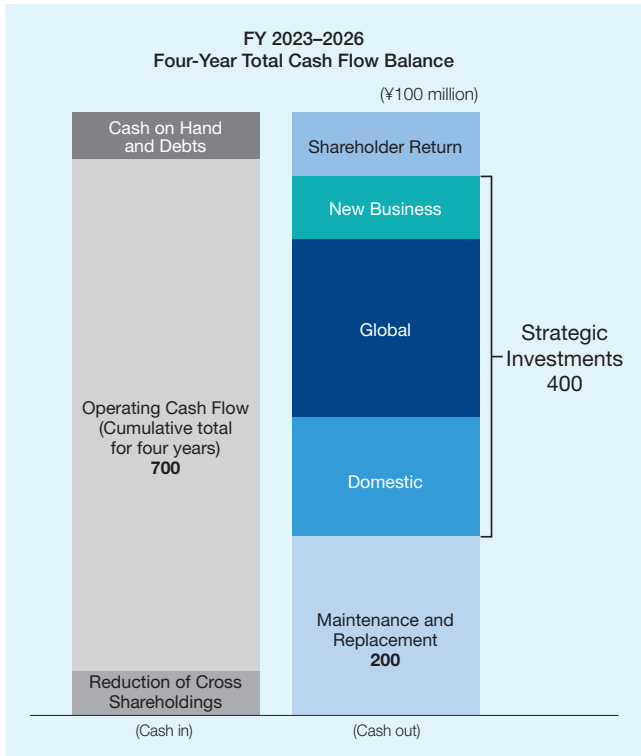 FY 2023–2026
Four-Year Total Cash Flow Balance
(¥100 million)
Cash on Hand
and Debts
Operating Cash Flow
(Cumulative total
for four years)
700
Reduction of Cross
Shareholdings
(Cash in)
Shareholder Return
New Business
Global
Domestic
Maintenance and
Replacement
200
(Cash out)
Strategic
Investments
400